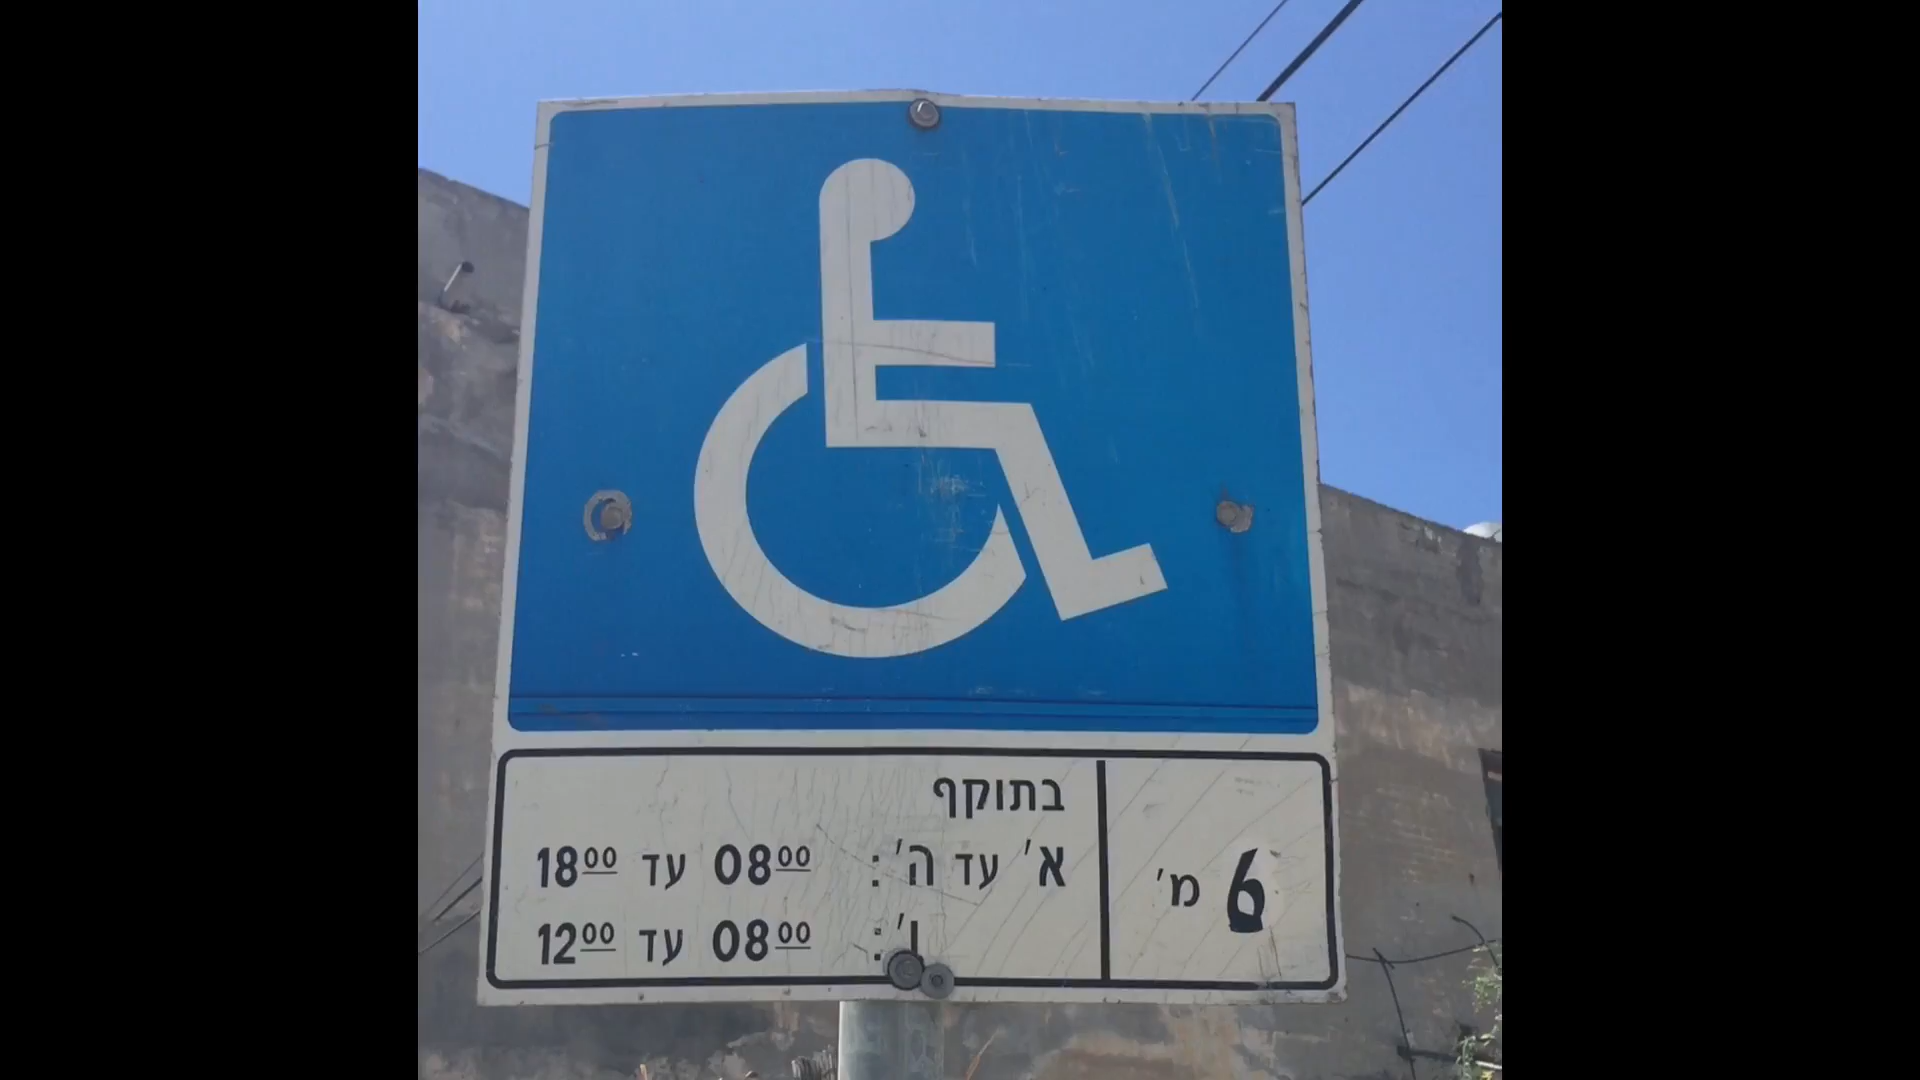 בתוקף
א' עד ה': 08⁰⁰ עד 18⁰⁰
ו': 08⁰⁰ עד 12⁰⁰
6 מ'